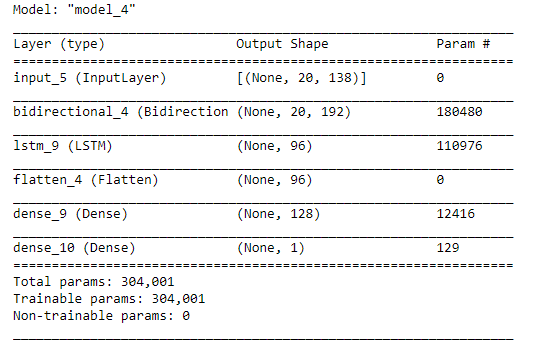 Model: "model_4"
_________________________________________________________________
Layer (type)                 Output Shape              Param #
=================================================================
input_5 (InputLayer)         [(None, 20, 138)]         0
_________________________________________________________________
bidirectional_4 (Bidirection (None, 20, 192)           180480
_________________________________________________________________
lstm_9 (LSTM)                (None, 96)                110976
_________________________________________________________________
flatten_4 (Flatten)          (None, 96)                0
_________________________________________________________________
dense_9 (Dense)              (None, 128)               12416
_________________________________________________________________
dense_10 (Dense)             (None, 1)                 129
=================================================================
Total params: 304,001
Trainable params: 304,001
Non-trainable params: 0
_________________________________________________________________